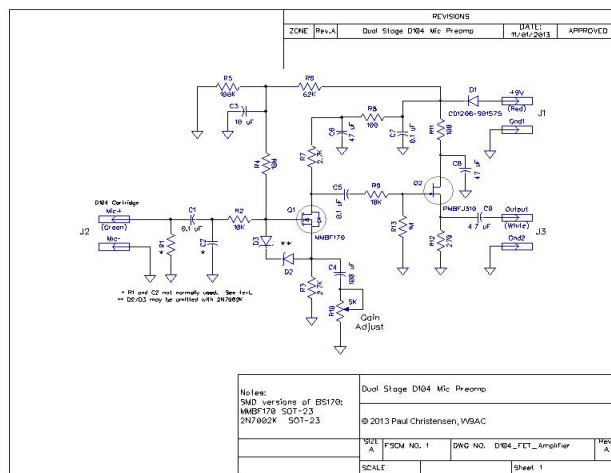 REVISIONS
ZONE Rev.A Dual Stage D104 Mic Preamp DATE: 11/01/2013 APPROVED
R5
100K
R6
62K
D1
+9V
(Red)
J1
C3
10 uF
R8
100
CD1206-S01575
C6
47 uF
C7
0.1 uF
R11
100
Gnd1
R4
10M
R7
2.7K
C8
47 uF
Q2
C5
0.1 uF
R9
10K
PMBFJ310
D104 Cartridge
Mic+
(Green)
J2
Mic-
C1
0.1 uF
R2
10K
Q1
MMBF170
R13
1M
C9
4.7 uF
Output
(White)
J3
Gnd2
R1
*
C2
*
D3
**
D2
R12
270
C4
100 uF
R3
2.7K
R10
5K
Gain
Adjust
* R1 and C2 not normally used. See text.
** D2/D3 may be omitted with 2N7002K
Notes:
SMD versions of BS170:
MMBF170 SOT-23
2N7002K SOT-23
Dual Stage D104 Mic Preamp
© 2013 Paul Christensen, W9AC
SIZE A FSCM NO. 1 DWG NO. D104_FET_Amplifier REV A
SCALE Sheet 1